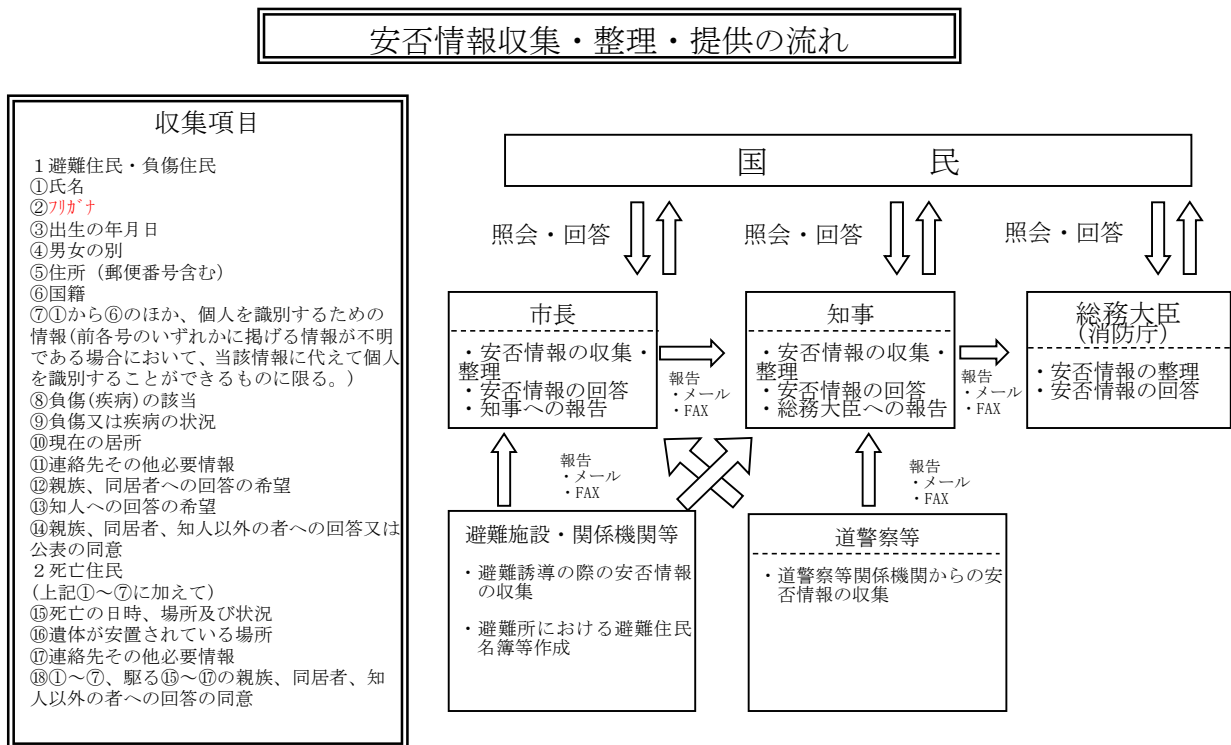 安否情報収集・整理・提供の流れ
収集項目
１避難住民・負傷住民
①氏名
②ﾌﾘｶﾞﾅ
③出生の年月日
④男女の別
⑤住所（郵便番号含む）
⑥国籍
⑦①から⑥のほか、個人を識別するための
情報(前各号のいずれかに掲げる情報が不明
である場合において、当該情報に代えて個人
を識別することができるものに限る。)
⑧負傷(疾病)の該当
⑨負傷又は疾病の状況
⑩現在の居所
⑪連絡先その他必要情報
⑫親族、同居者への回答の希望
⑬知人への回答の希望
⑭親族、同居者、知人以外の者への回答又は
公表の同意
２死亡住民
(上記①～⑦に加えて)
⑮死亡の日時、場所及び状況
⑯遺体が安置されている場所
⑰連絡先その他必要情報
⑱①～⑦、駆る⑮～⑰の親族、同居者、知
人以外の者への回答の同意
国　民
照会・回答
照会・回答
照会・回答
市長
・安否情報の収集・
整理
・安否情報の回答
・知事への報告
報告
・メール
・FAX
知事
・安否情報の収集・
整理
・安否情報の回答
・総務大臣への報告
報告
・メール
・FAX
総務大臣
(消防庁)
・安否情報の整理
・安否情報の回答
報告
・メール
・FAX
報告
・メール
・FAX
避難施設・関係機関等
・避難誘導の際の安否情報
の収集
・避難所における避難住民
名簿等作成
道警察等
・道警察等関係機関からの安
否情報の収集